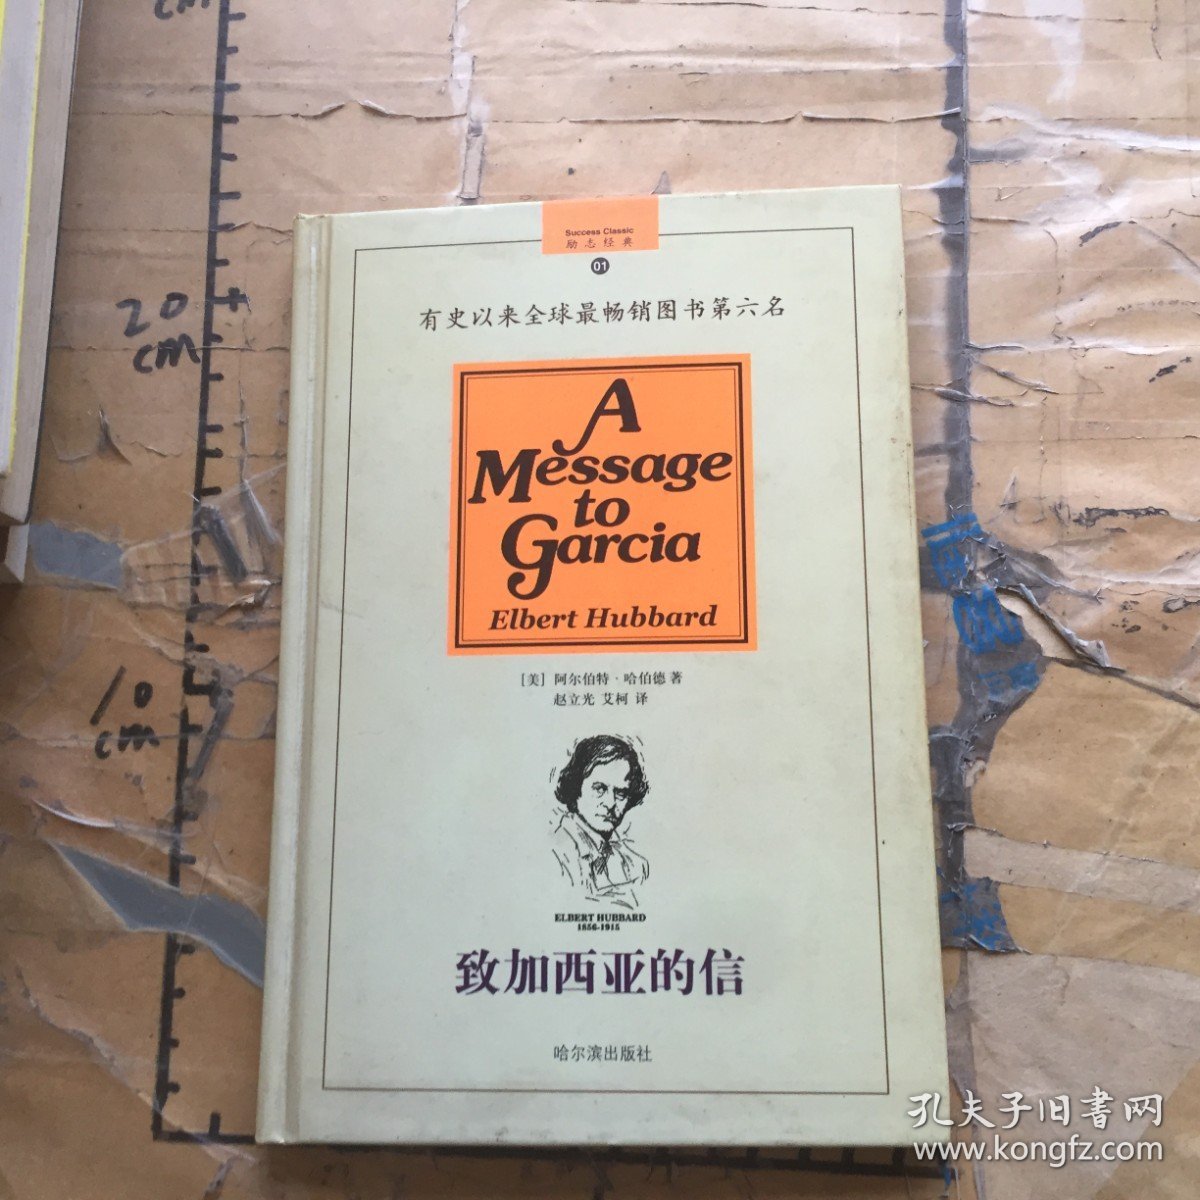 cm
20
cm
10
cm
Success Classic
励志经典
01
有史以来全球最畅销图书第六名
A
Message
to
Garcia
Elbert Hubbard
[美] 阿尔伯特·哈伯德 著
赵立光 艾柯 译
ELBERT HUBBARD
1856-1915
致加西亚的信
哈尔滨出版社
孔夫子旧書网
www.kongfz.com